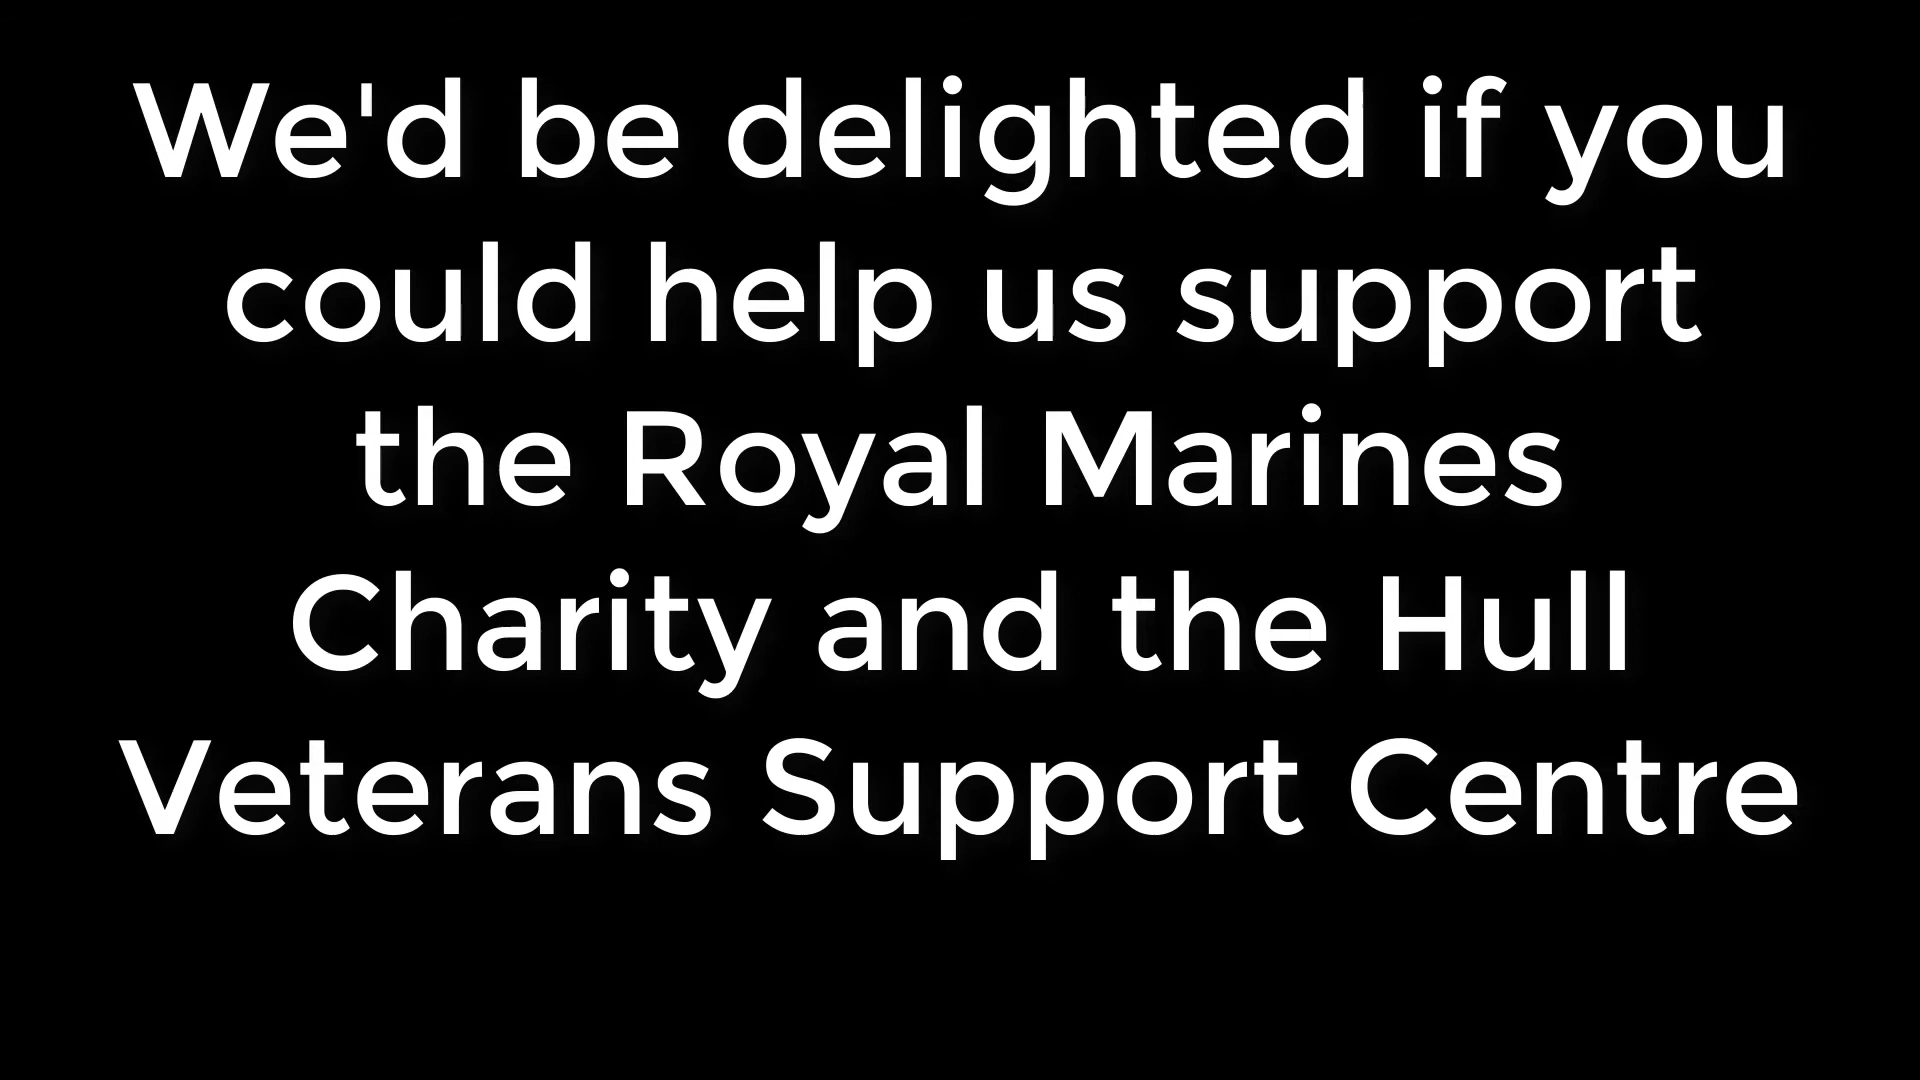 We'd be delighted if you
could help us support
the Royal Marines
Charity and the Hull
Veterans Support Centre